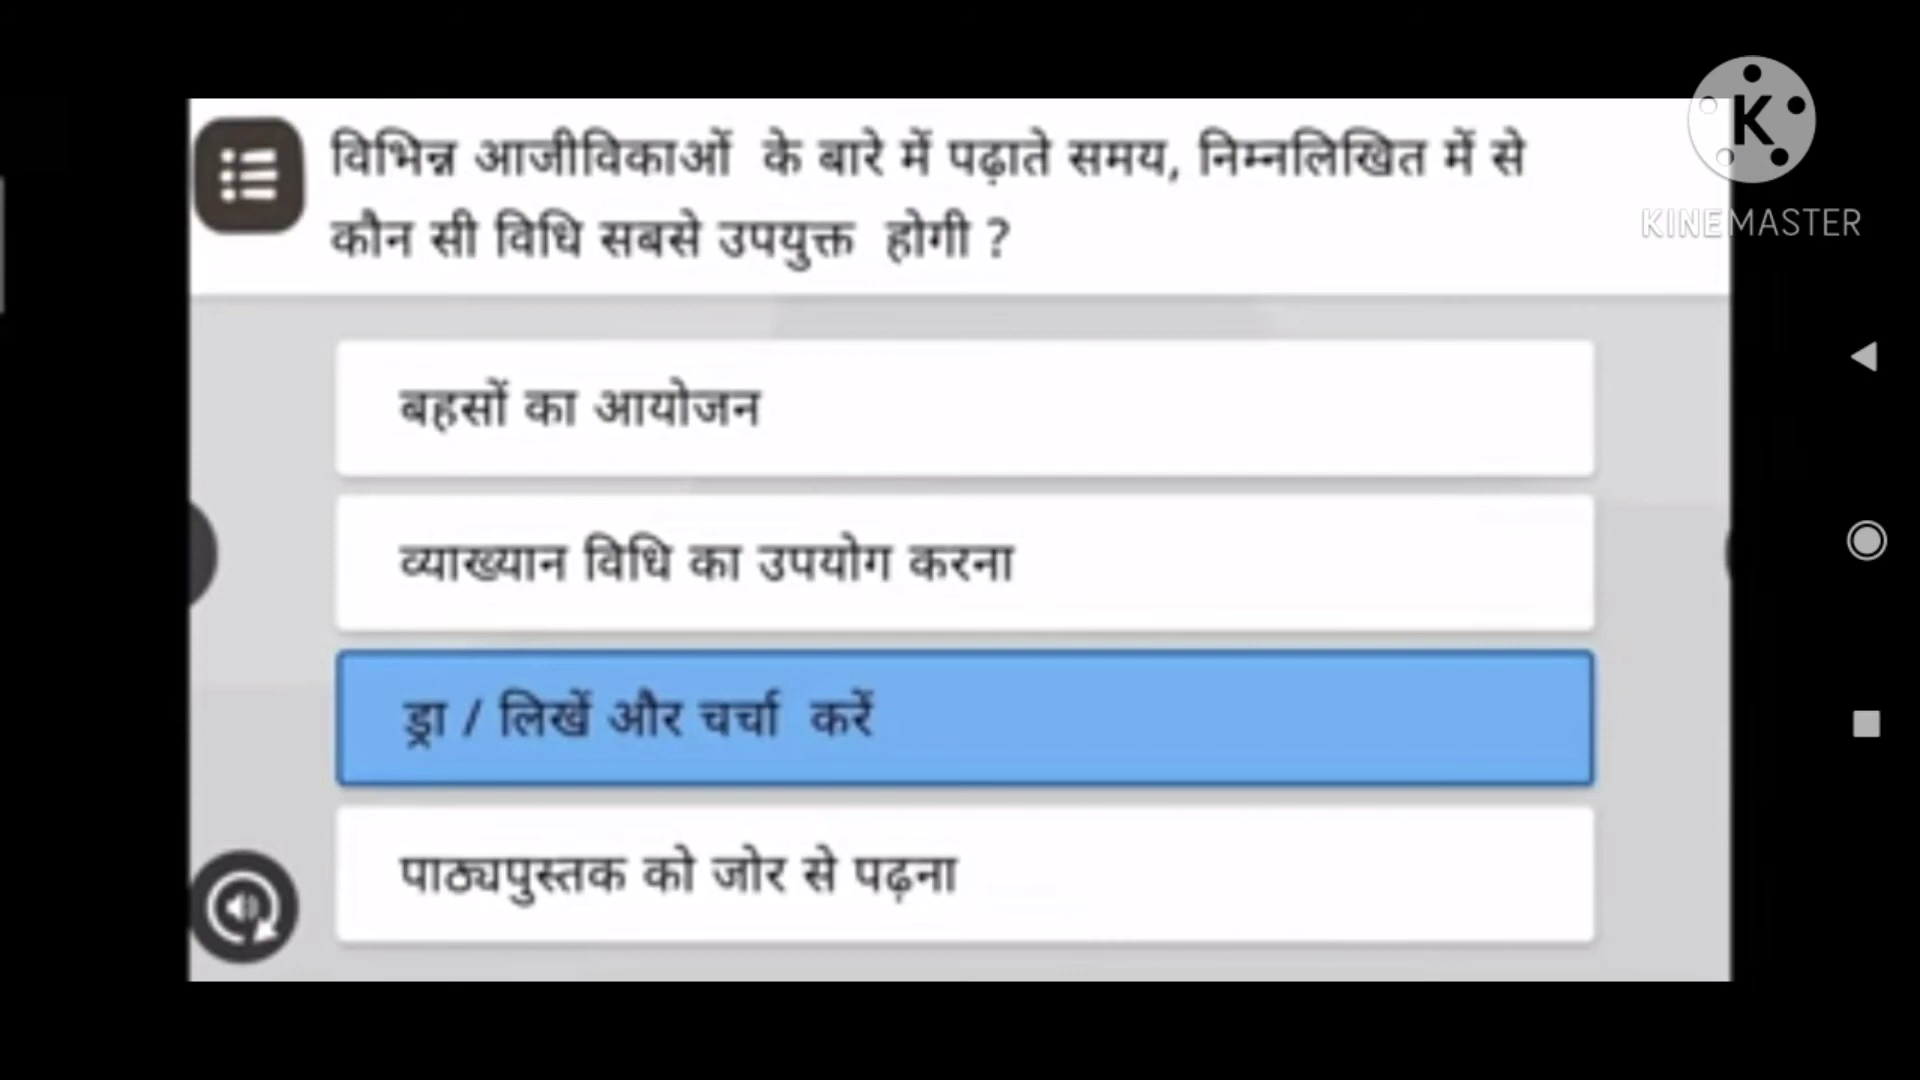 विभिन्न आजीविकाओं के बारे में पढ़ाते समय, निम्नलिखित में से
कौन सी विधि सबसे उपयुक्त होगी ?
K
KINEMASTER
बहसों का आयोजन
व्याख्यान विधि का उपयोग करना
ड्रा / लिखें और चर्चा करें
पाठ्यपुस्तक को जोर से पढ़ना